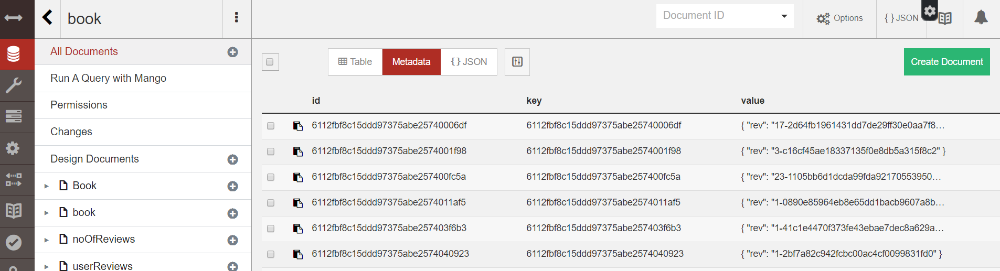 book
Document ID
Options
{ } JSON
All Documents
Run A Query with Mango
Permissions
Changes
Design Documents
Book
book
noOfReviews
userReviews
Table
Metadata
{ } JSON
Create Document
id key value
6112fbf8c15ddd97375abe25740006df 6112fbf8c15ddd97375abe25740006df { "rev": "17-2d64fb1961431dd7de29ff30e0aa7f8...
6112fbf8c15ddd97375abe2574001f98 6112fbf8c15ddd97375abe2574001f98 { "rev": "3-c16cf45ae18337135f0e8db5a315f8c2" }
6112fbf8c15ddd97375abe257400fc5a 6112fbf8c15ddd97375abe257400fc5a { "rev": "23-1105bb6d1dcda99fda92170553950...
6112fbf8c15ddd97375abe2574011af5 6112fbf8c15ddd97375abe2574011af5 { "rev": "1-0890e85964eb8e65dd1bacb9607a8b...
6112fbf8c15ddd97375abe257403f6b3 6112fbf8c15ddd97375abe257403f6b3 { "rev": "1-41c1e4470f373fe43ebae7dec8a629a...
6112fbf8c15ddd97375abe2574040923 6112fbf8c15ddd97375abe2574040923 { "rev": "1-2bf7a82c942fcbc00ac4cf0099831fd0" }